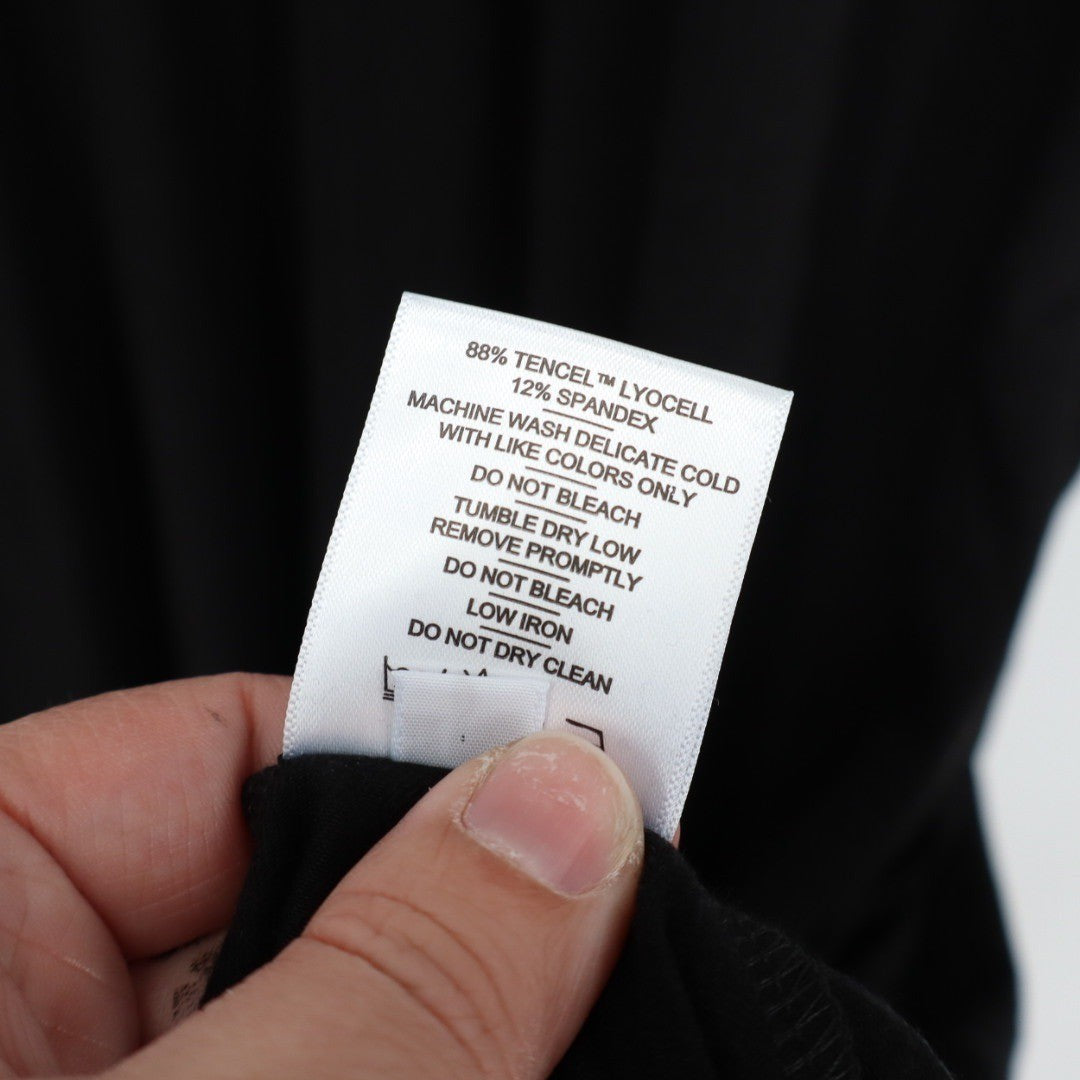 88% TENCEL™ LYOCELL
12% SPANDEX
MACHINE WASH DELICATE COLD
WITH LIKE COLORS ONLY
DO NOT BLEACH
TUMBLE DRY LOW
REMOVE PROMPTLY
DO NOT BLEACH
LOW IRON
DO NOT DRY CLEAN